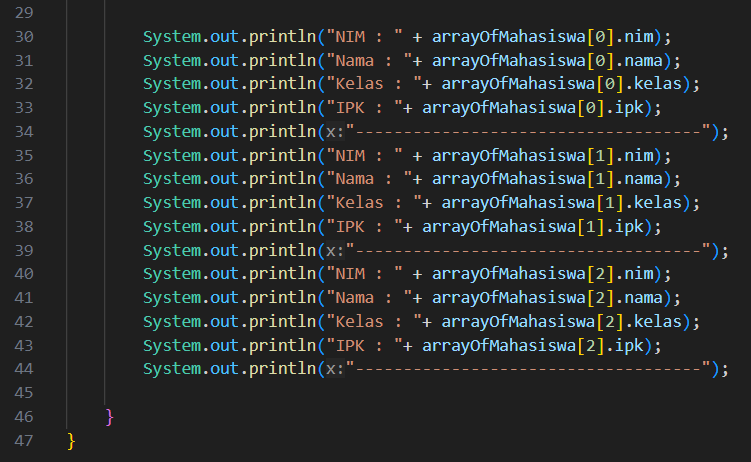 29
30 System.out.println("NIM : " + arrayOfMahasiswa[0].nim);
31 System.out.println("Nama : "+ arrayOfMahasiswa[0].nama);
32 System.out.println("Kelas : "+ arrayOfMahasiswa[0].kelas);
33 System.out.println("IPK : "+ arrayOfMahasiswa[0].ipk);
34 System.out.println(x:"------------------------------------");
35 System.out.println("NIM : " + arrayOfMahasiswa[1].nim);
36 System.out.println("Nama : "+ arrayOfMahasiswa[1].nama);
37 System.out.println("Kelas : "+ arrayOfMahasiswa[1].kelas);
38 System.out.println("IPK : "+ arrayOfMahasiswa[1].ipk);
39 System.out.println(x:"------------------------------------");
40 System.out.println("NIM : " + arrayOfMahasiswa[2].nim);
41 System.out.println("Nama : "+ arrayOfMahasiswa[2].nama);
42 System.out.println("Kelas : "+ arrayOfMahasiswa[2].kelas);
43 System.out.println("IPK : "+ arrayOfMahasiswa[2].ipk);
44 System.out.println(x:"------------------------------------");
45
46 }
47 }